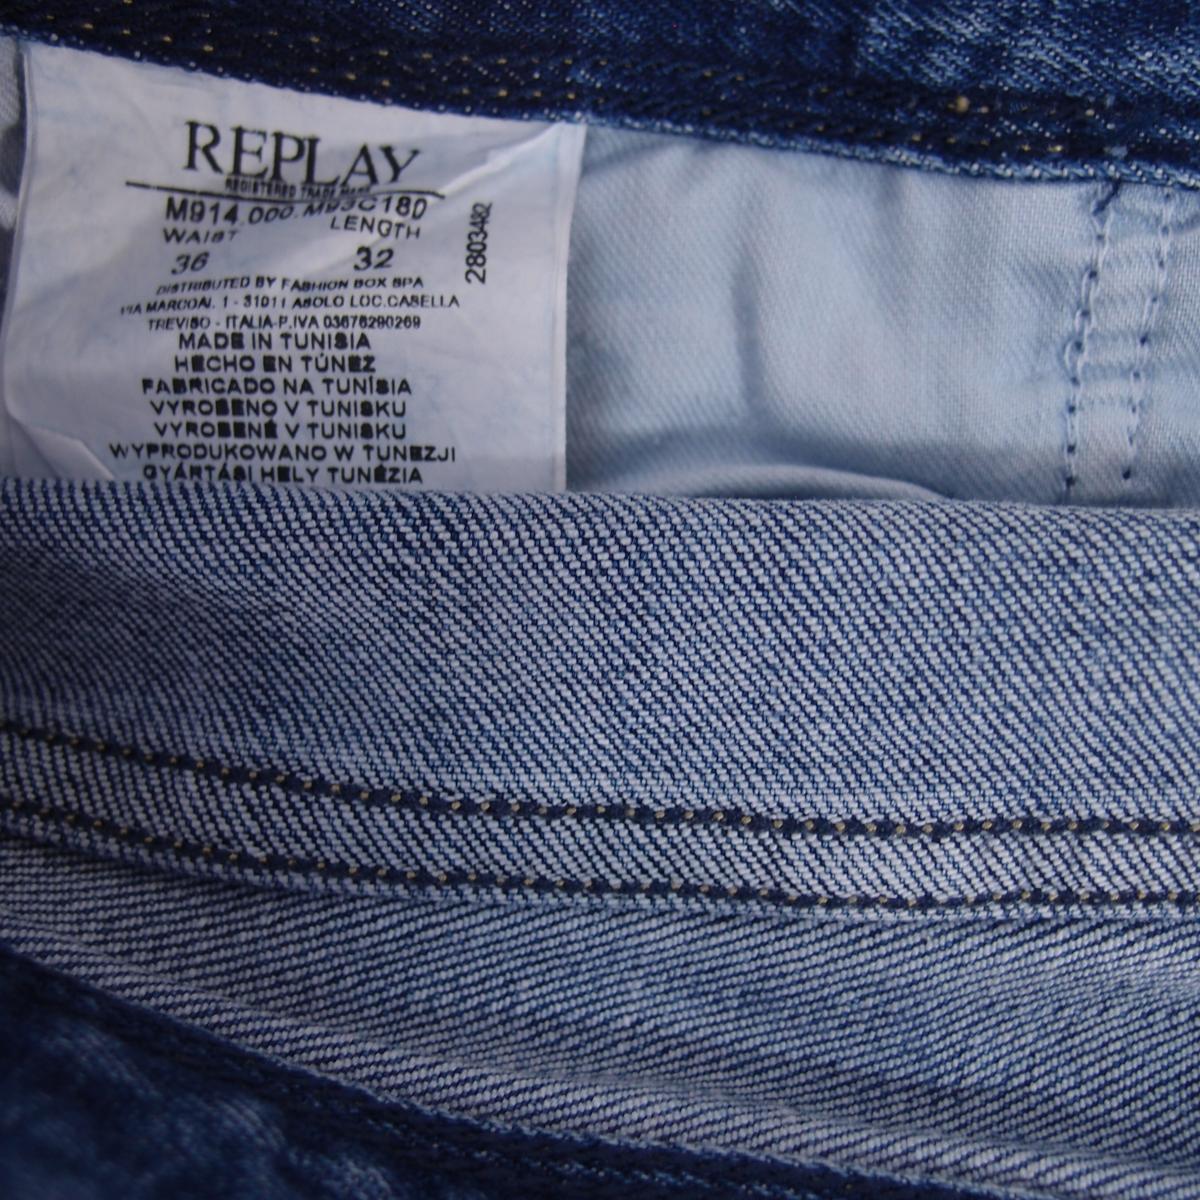 REPLAY
REGISTERED TRADE MARK
M914.000.M93C180
WAIST LENGTH
36 32
2803482
DISTRIBUTED BY FASHION BOX SPA
VIA MARCONI, 1 - 31011 ASOLO LOC.CASELLA
TREVISO - ITALIA-P.IVA 03676290269
MADE IN TUNISIA
HECHO EN TÚNEZ
FABRICADO NA TUNÍSIA
VYROBENO V TUNISKU
VYROBENÉ V TUNISKU
WYPRODUKOWANO W TUNEZJI
GYÁRTÁSI HELY TUNÉZIA